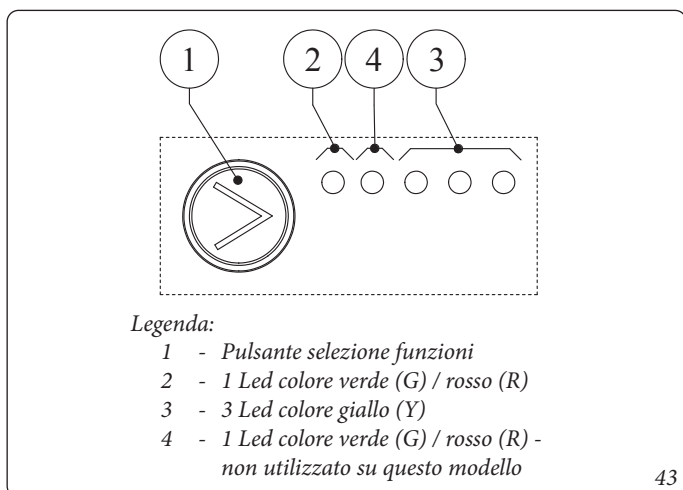 1 2 4 3
Legenda:
1 - Pulsante selezione funzioni
2 - 1 Led colore verde (G) / rosso (R)
3 - 3 Led colore giallo (Y)
4 - 1 Led colore verde (G) / rosso (R) -
non utilizzato su questo modello
43